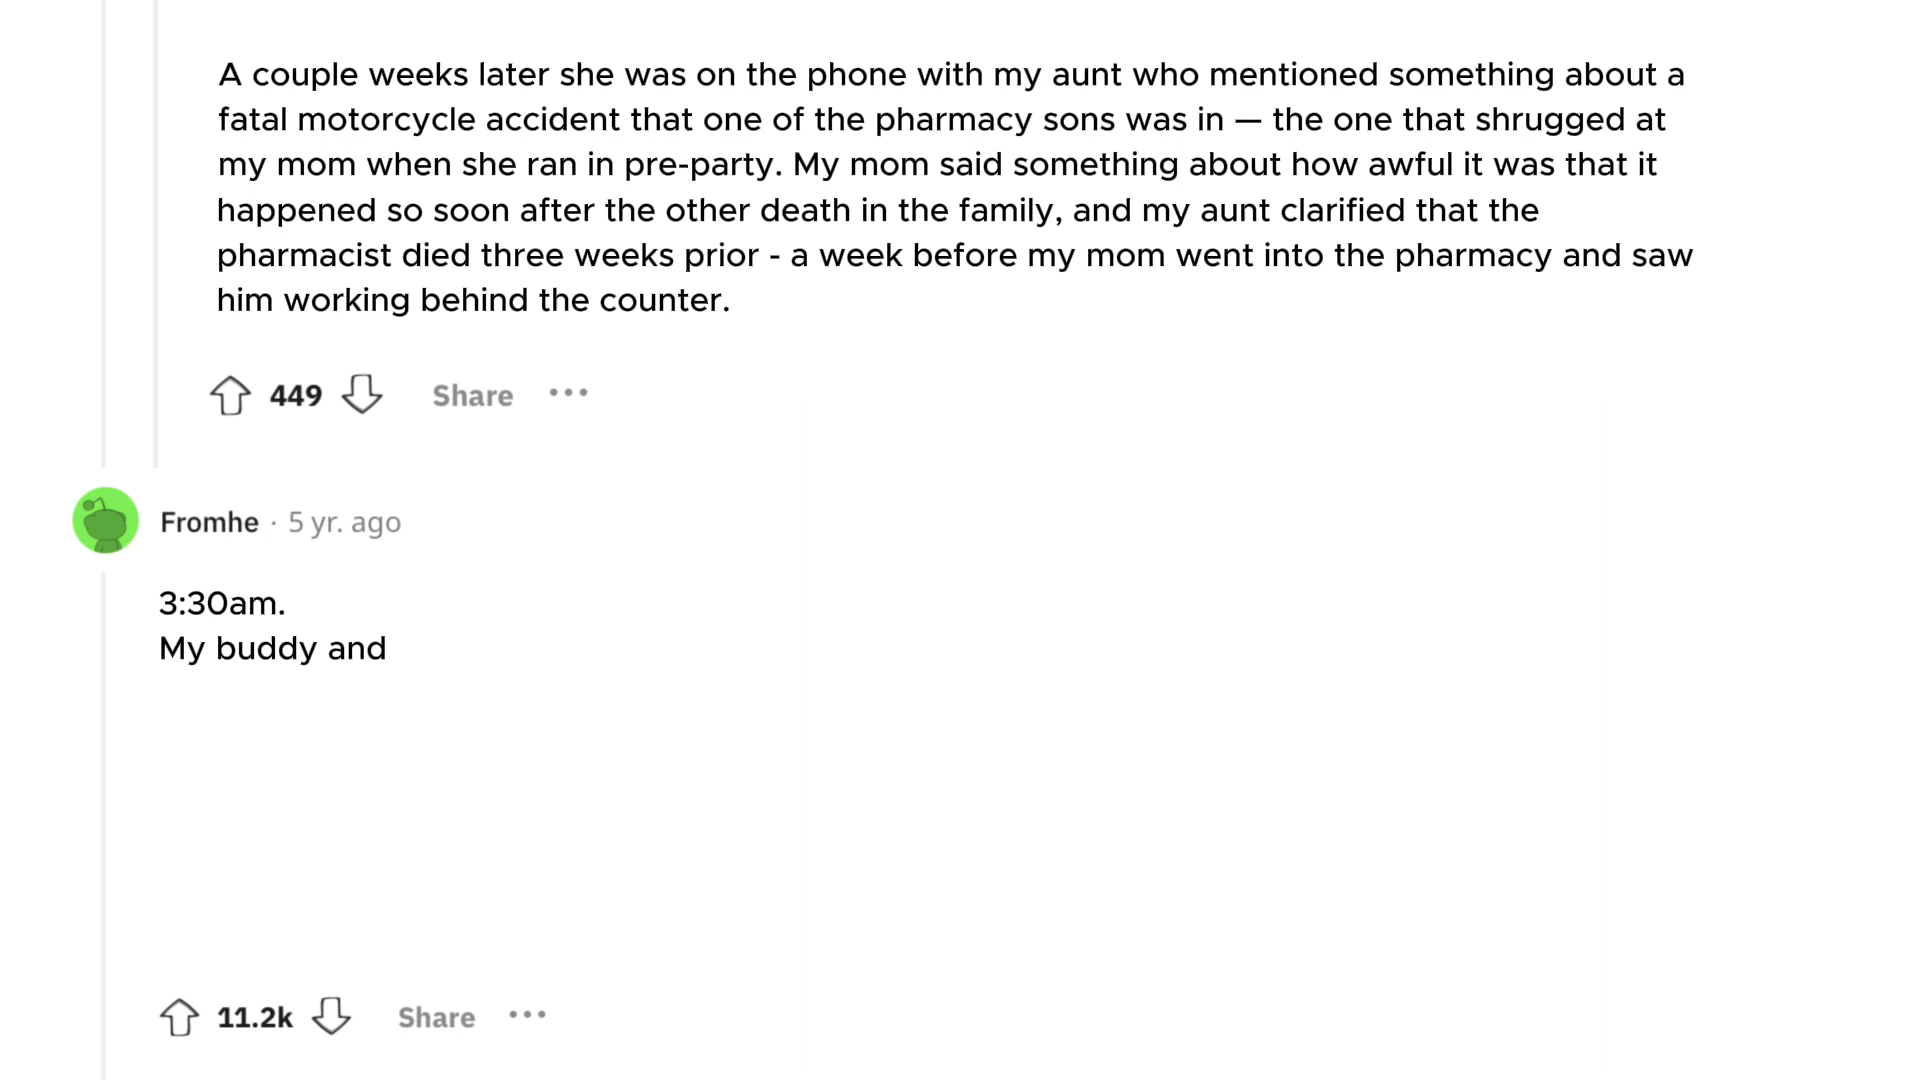 A couple weeks later she was on the phone with my aunt who mentioned something about a
fatal motorcycle accident that one of the pharmacy sons was in — the one that shrugged at
my mom when she ran in pre-party. My mom said something about how awful it was that it
happened so soon after the other death in the family, and my aunt clarified that the
pharmacist died three weeks prior - a week before my mom went into the pharmacy and saw
him working behind the counter.
449 Share ...
Fromhe · 5 yr. ago
3:30am.
My buddy and
11.2k Share ...